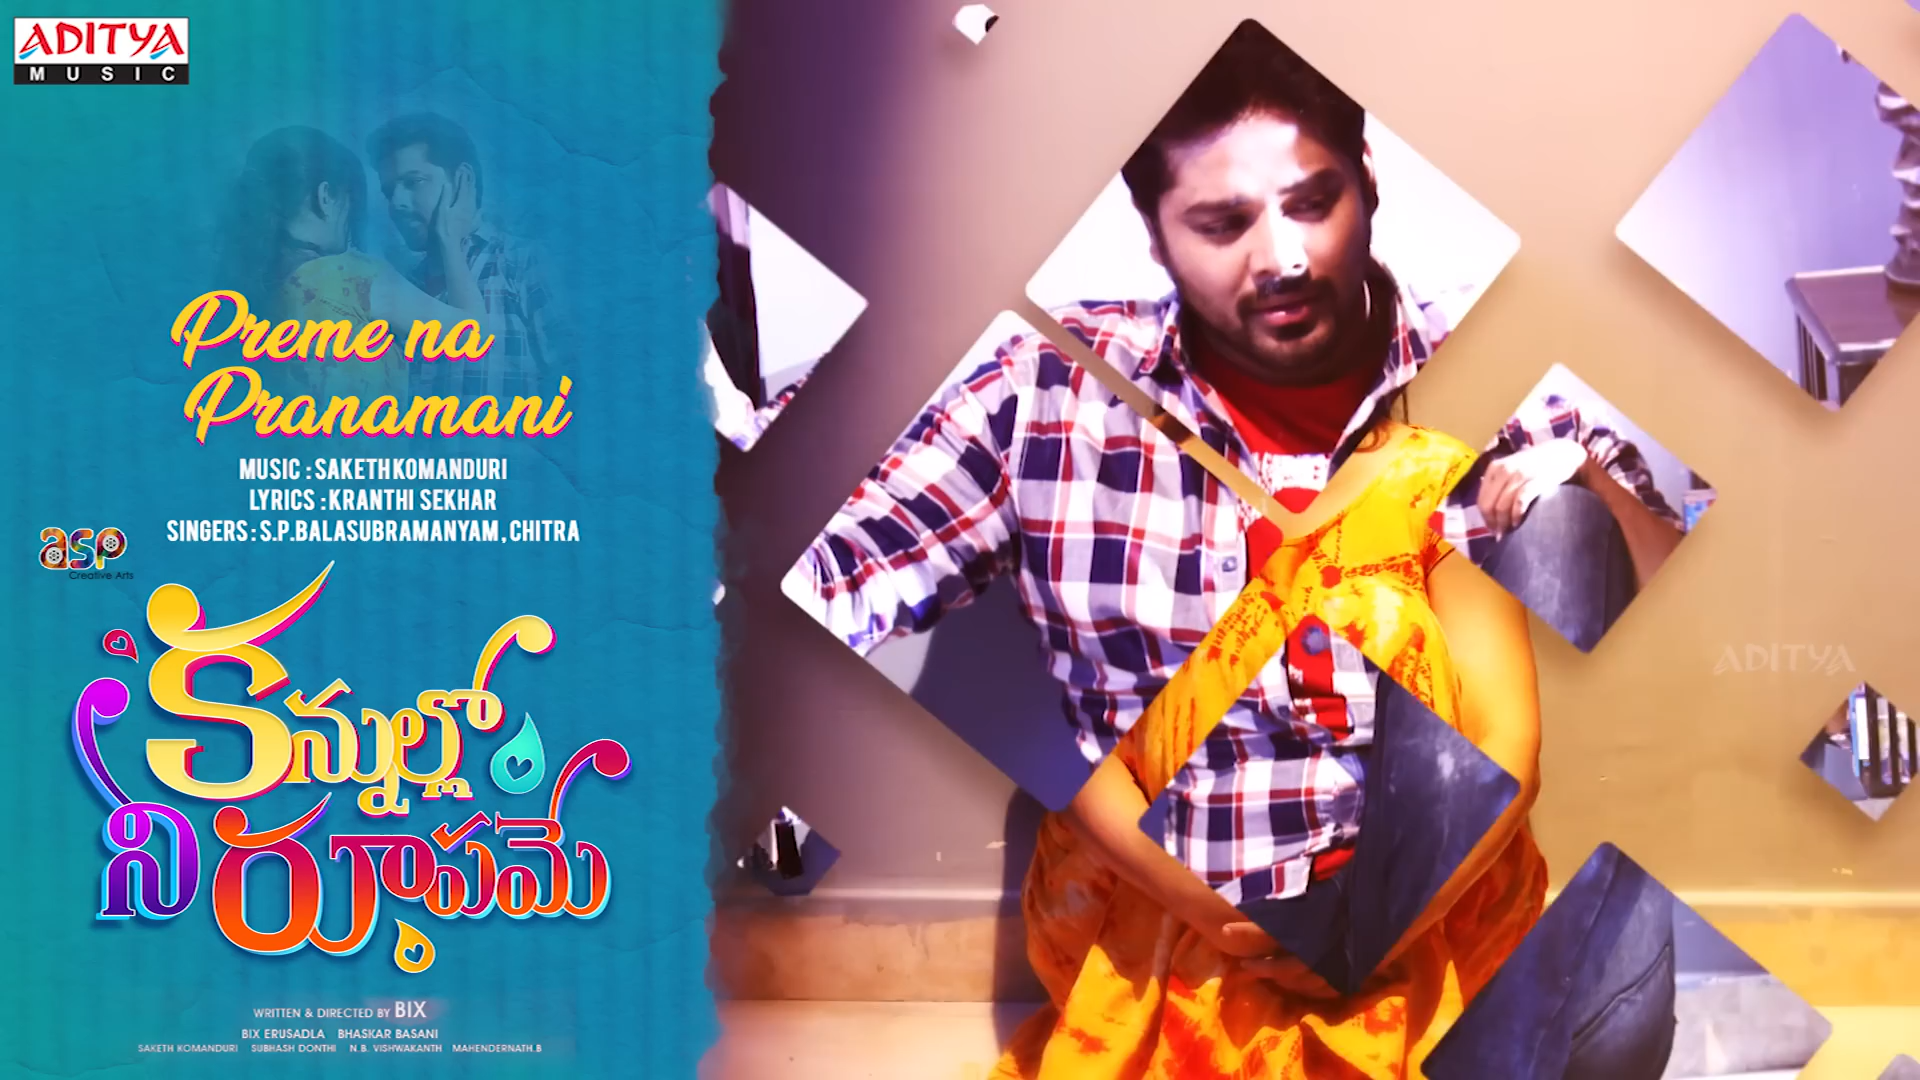 ADITYA
MUSIC
Preme na
Pranamani
MUSIC : SAKETH KOMANDURI
LYRICS : KRANTHI SEKHAR
SINGERS : S.P.BALASUBRAMANYAM, CHITRA
asp
Creative Arts
కన్నుల్లో
నీ రూపమే
WRITTEN & DIRECTED BY BIX
BIX ERUSADLA BHASKAR BASANI
SAKETH KOMANDURI SUBHASH DONTHI N.B. VISHWAKANTH MAHENDERNATH.B
ADITYA